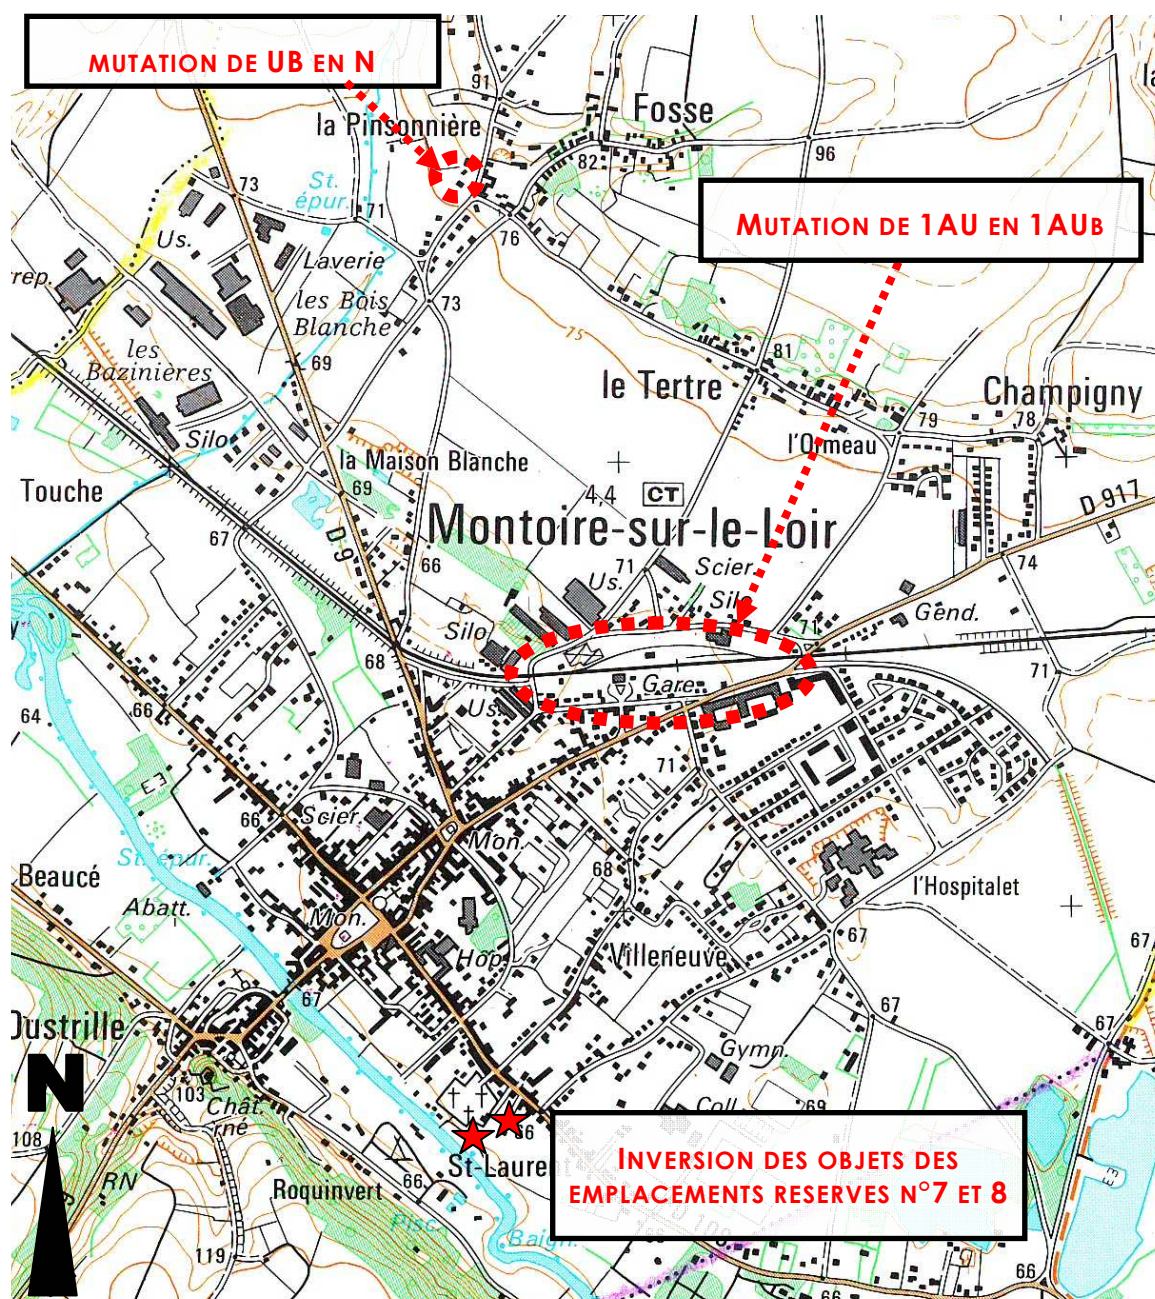 MUTATION DE UB EN N
91
la Pinsonnière
Fosse
82
96
73
St.
épur.
71
76
MUTATION DE 1AU EN 1AUB
Us.
Laverie
rep.
les Bois
Blanche
73
75
les
Bazinières
69
81
le Tertre
Champigny
79
78
l'Ormeau
Silo
la Maison Blanche
Touche
69
4,4
CT
D 917
Montoire-sur-le-Loir
67
D 9
66
71
Us.
Scier.
Silo
74
Gend.
71
Silo
68
71
Gare
66
Us.
64
71
66
Scier.
Mon.
St. épur.
68
Beaucé
l'Hospitalet
Abatt.
Mon.
Hôp.
Villeneuve
67
67
67
67
67
Oustrille
Gymn.
N
103
Chât.
rné
Coll.
69
66
108
INVERSION DES OBJETS DES
EMPLACEMENTS RESERVES N°7 ET 8
St-Laurent
RN
Roquinvert
66
Pisc.
Baign.
119
66
66
66